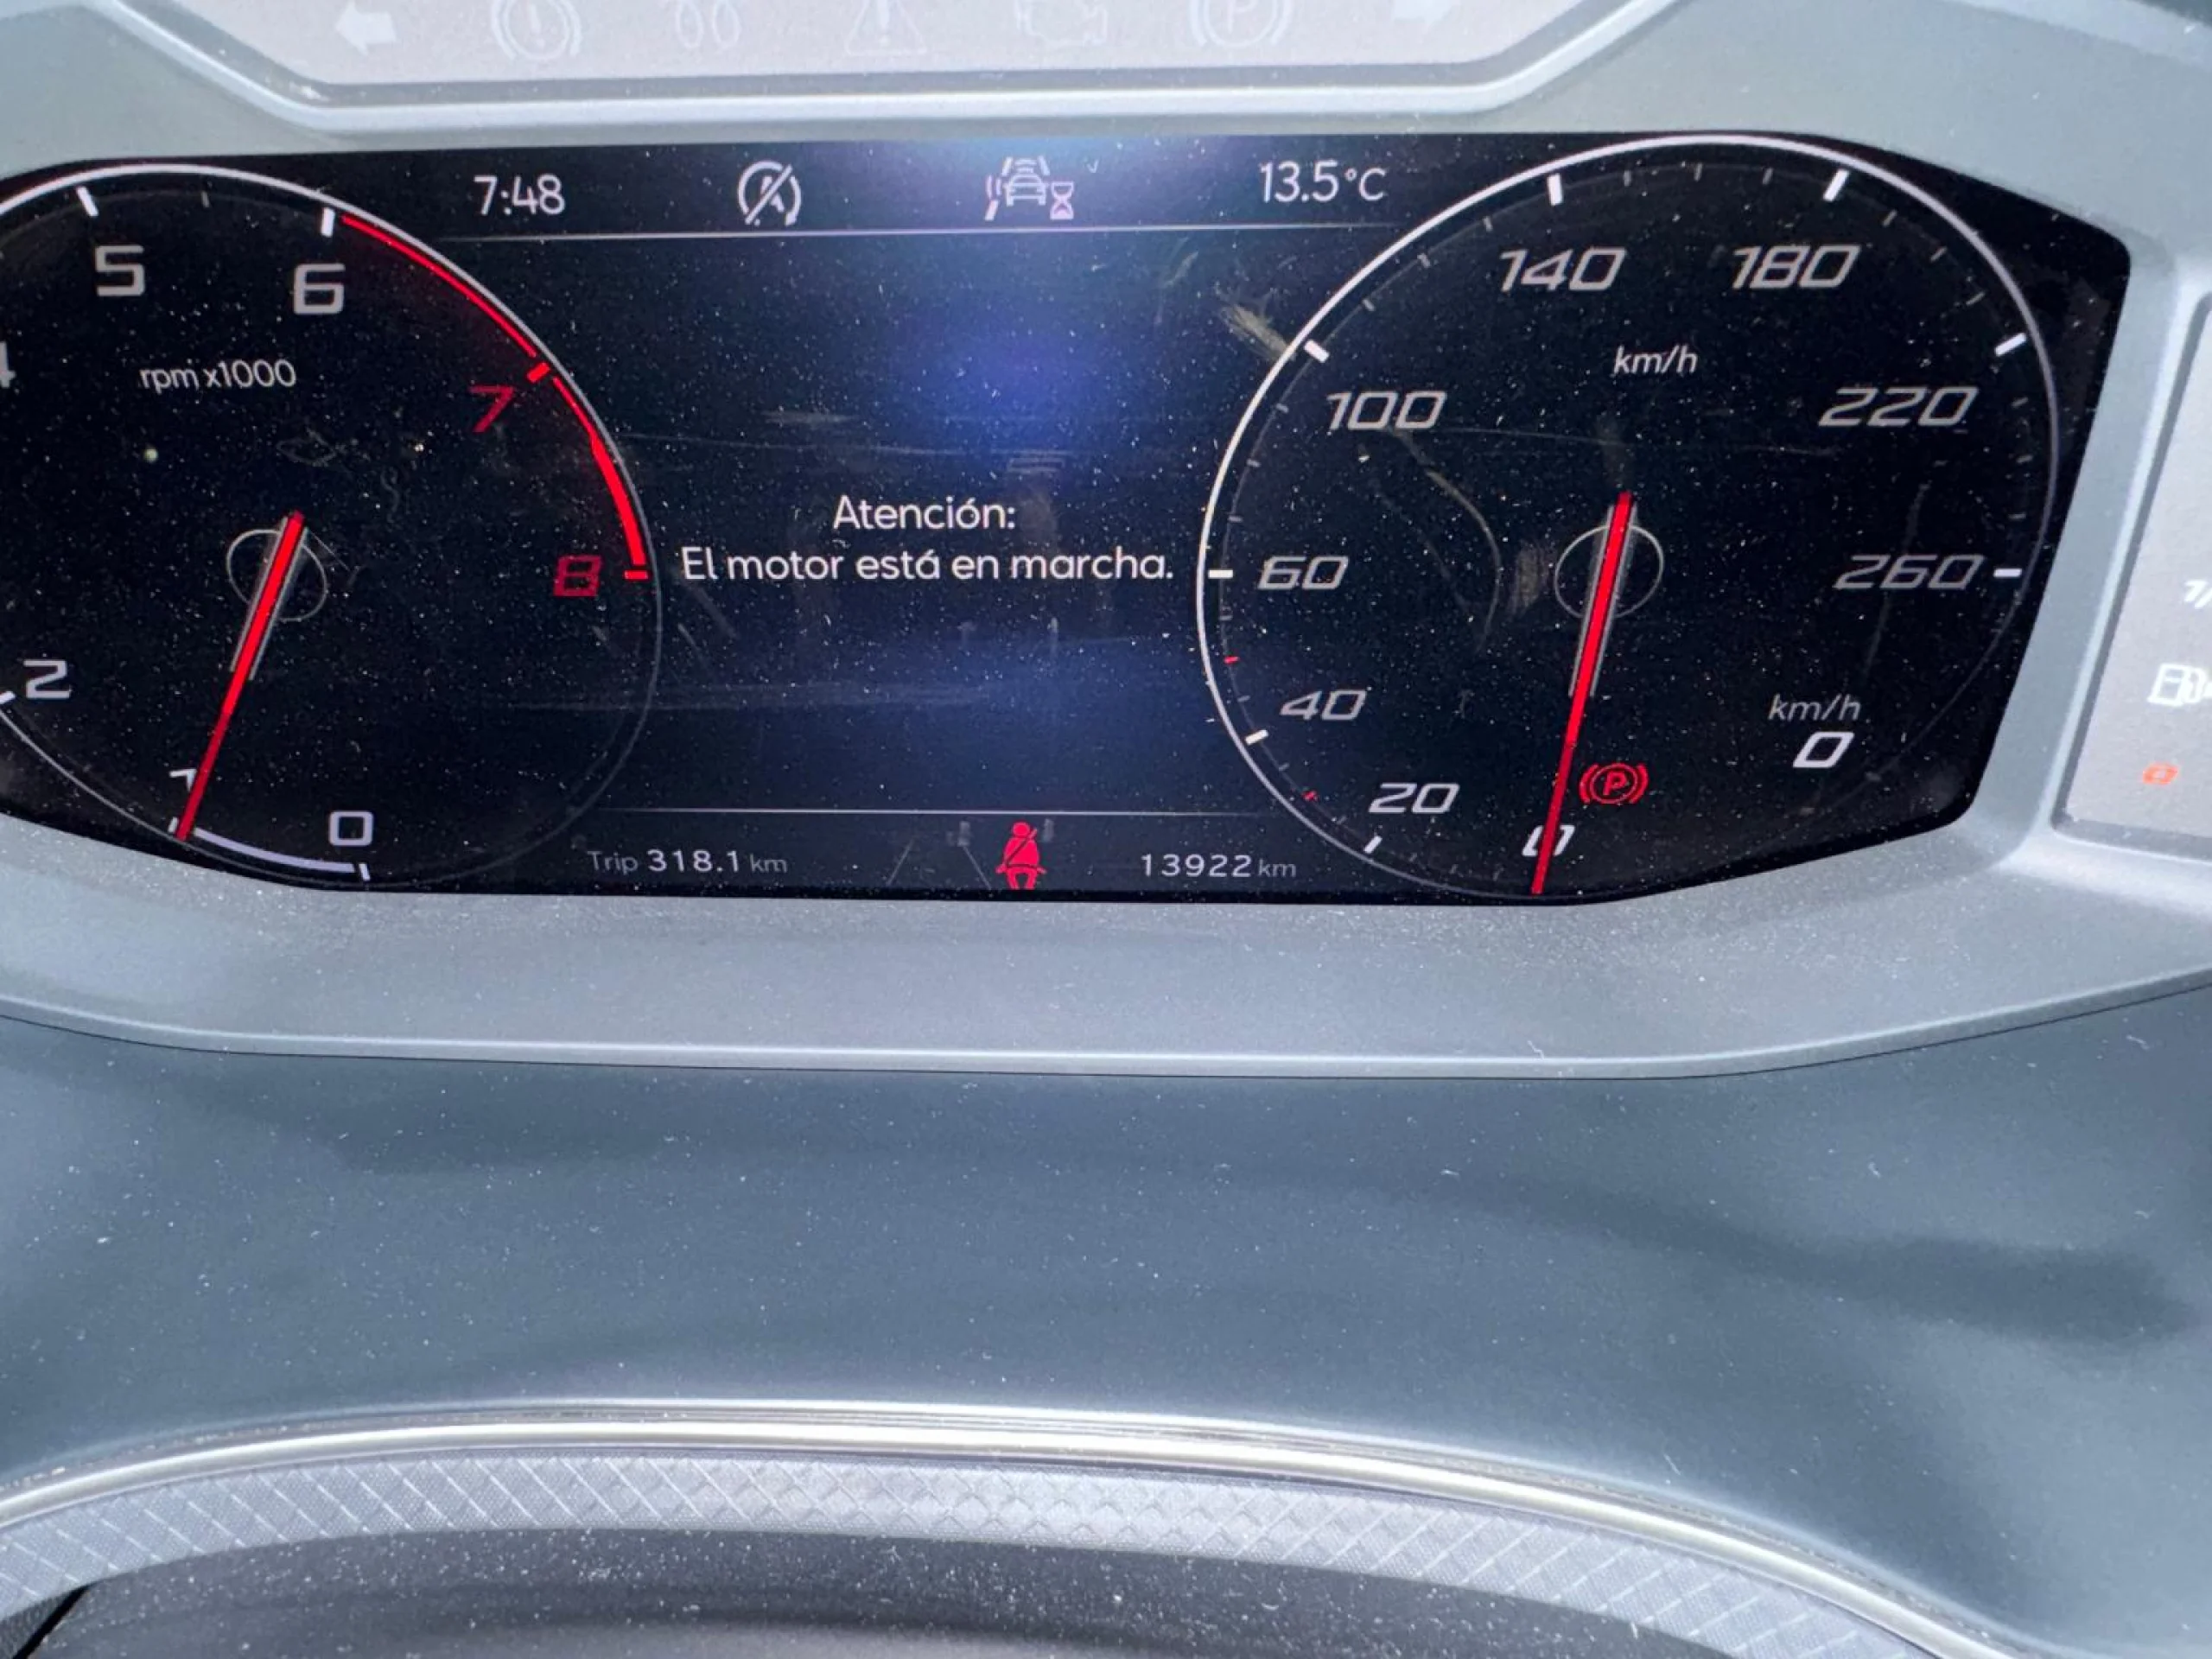 7:48
13.5°C
5
6
140
180
rpm x1000
km/h
7
100
220
Atención:
8
El motor está en marcha.
60
260
2
40
km/h
0
1
20
P
0
0
Trip 318.1 km
13922 km